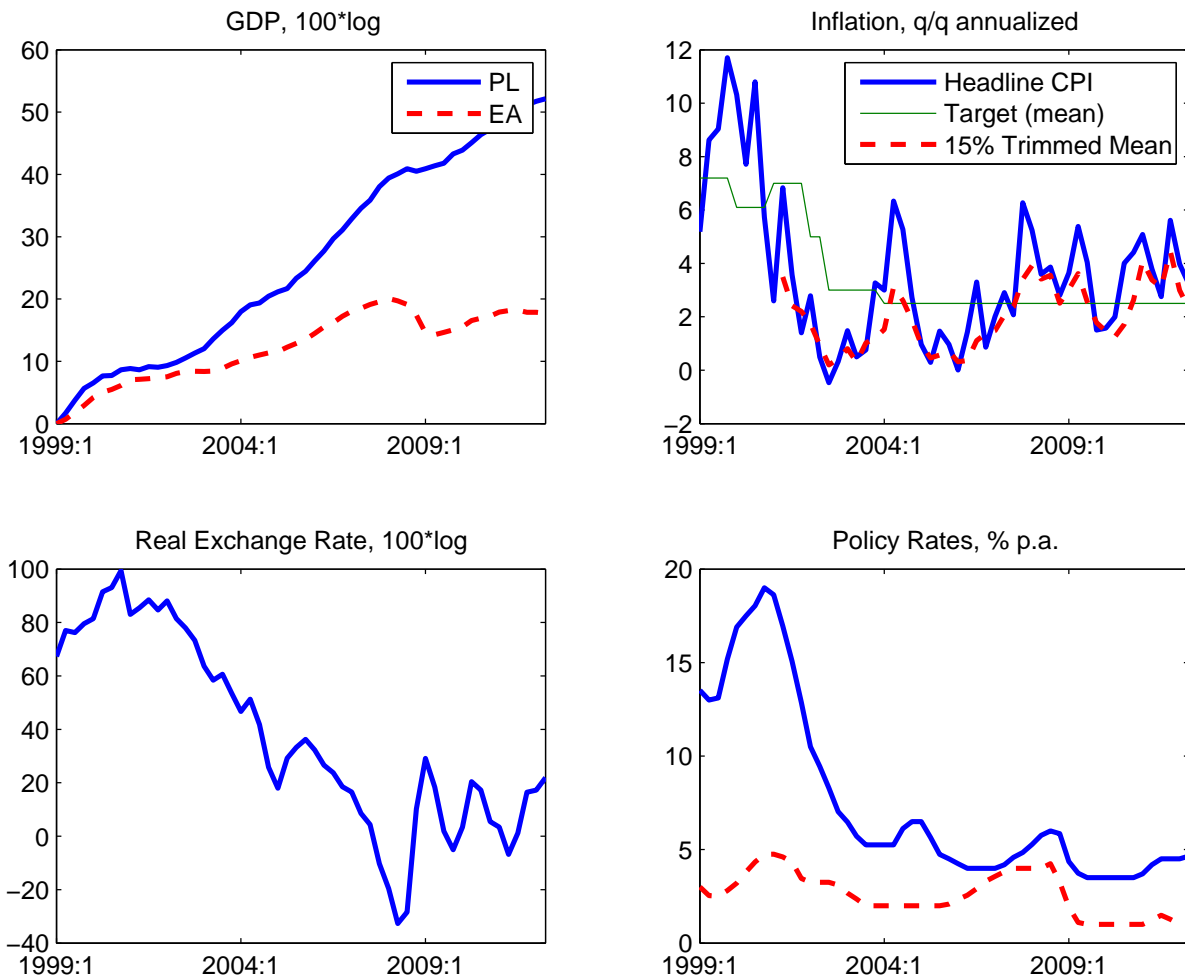 GDP, 100*log
60
50
40
30
20
10
0
1999:1 2004:1 2009:1
PL
EA
Inflation, q/q annualized
12
10
8
6
4
2
0
−2
1999:1 2004:1 2009:1
Headline CPI
Target (mean)
15% Trimmed Mean
Real Exchange Rate, 100*log
100
80
60
40
20
0
−20
−40
1999:1 2004:1 2009:1
Policy Rates, % p.a.
20
15
10
5
0
1999:1 2004:1 2009:1